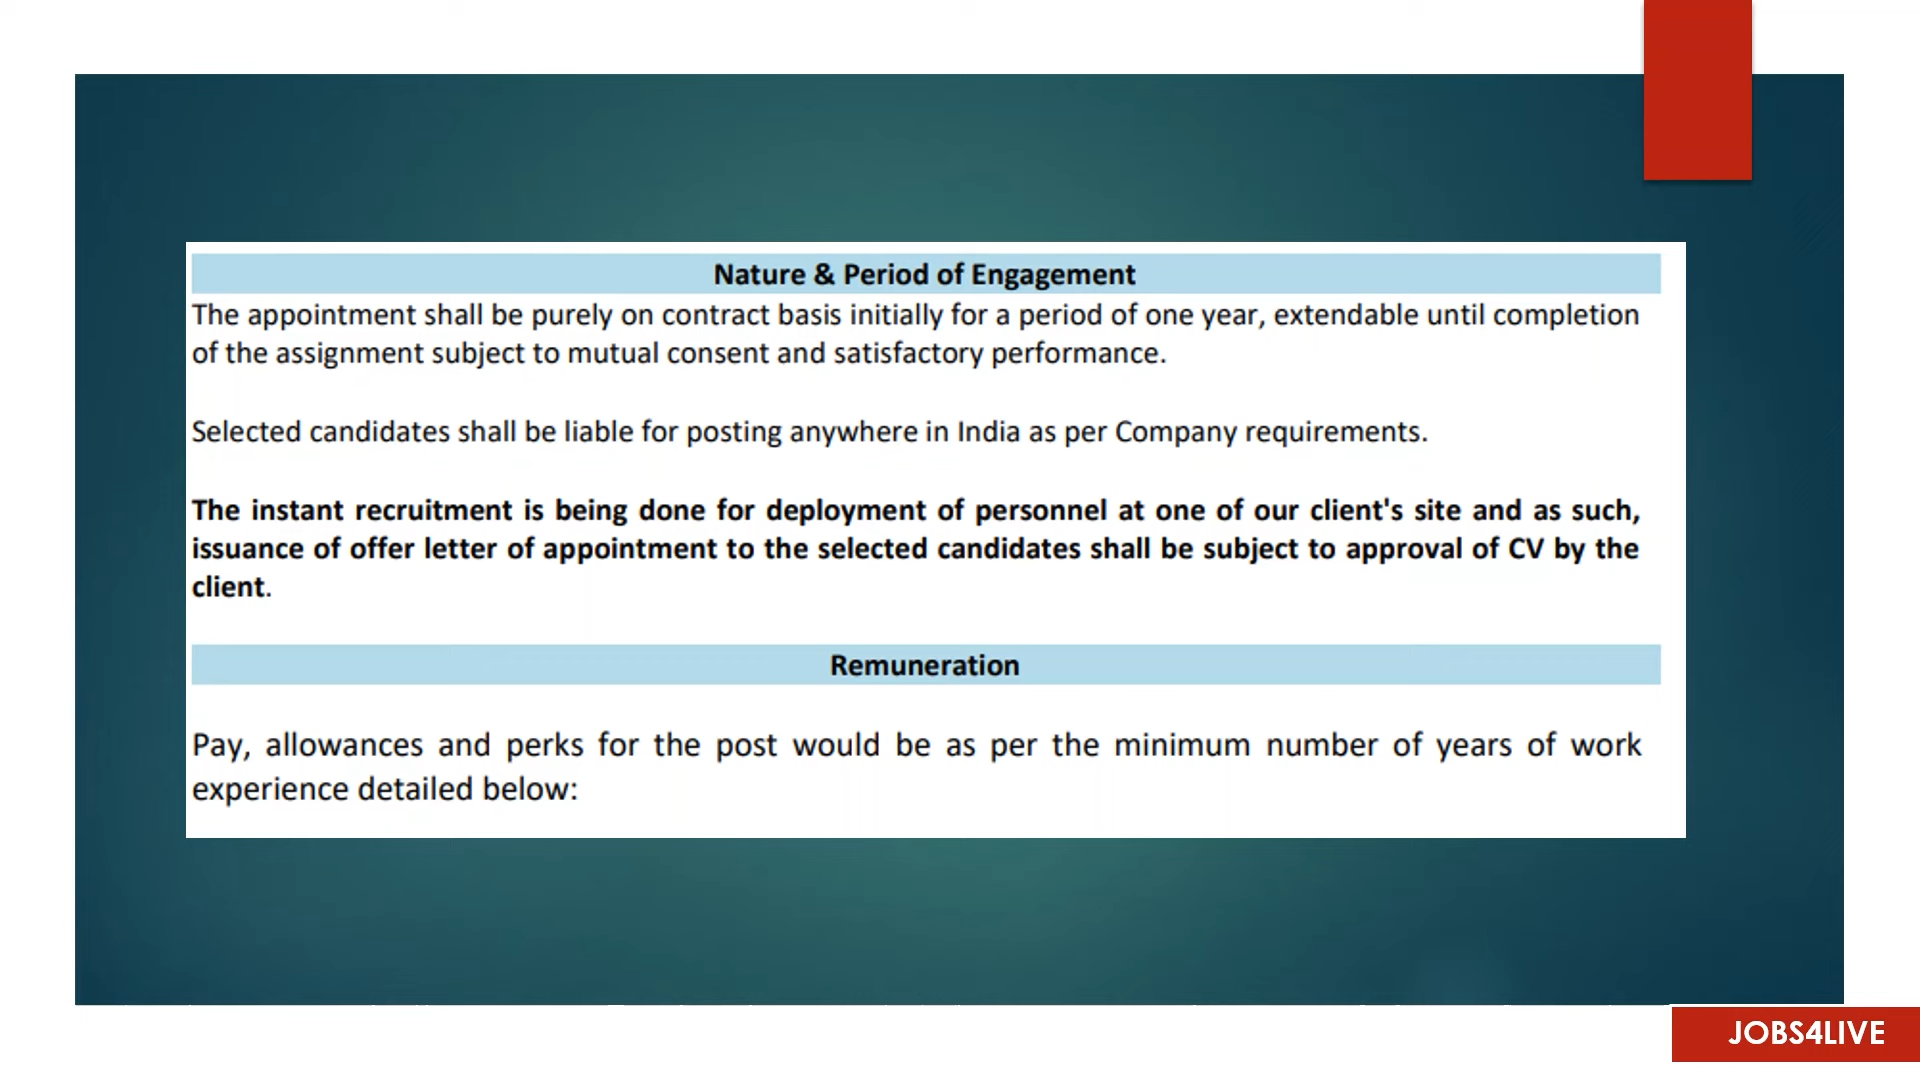 Nature & Period of Engagement
The appointment shall be purely on contract basis initially for a period of one year, extendable until completion
of the assignment subject to mutual consent and satisfactory performance.
Selected candidates shall be liable for posting anywhere in India as per Company requirements.
The instant recruitment is being done for deployment of personnel at one of our client's site and as such,
issuance of offer letter of appointment to the selected candidates shall be subject to approval of CV by the
client.
Remuneration
Pay, allowances and perks for the post would be as per the minimum number of years of work
experience detailed below:
JOBS4LIVE